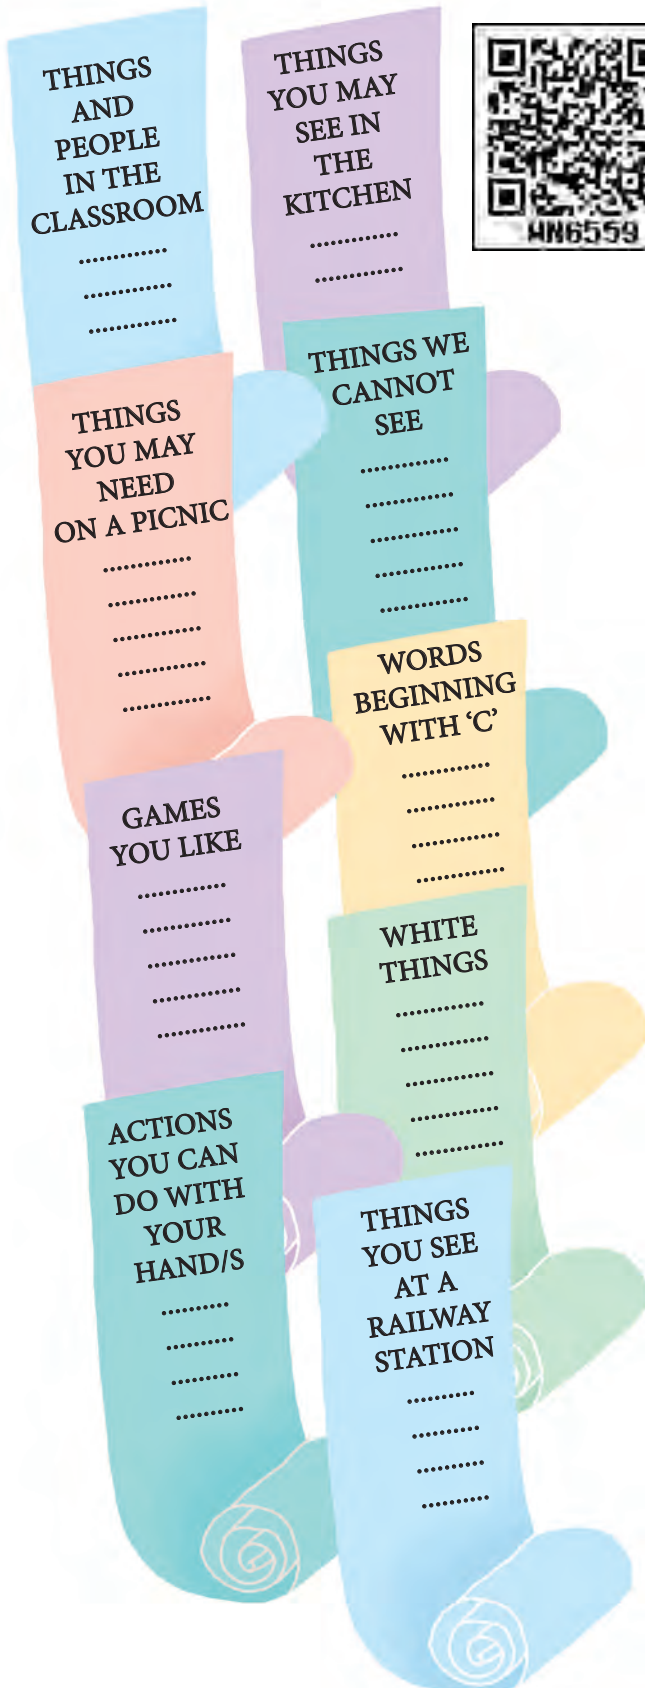 THINGS
AND
PEOPLE
IN THE
CLASSROOM
.............
.............
.............
THINGS
YOU MAY
SEE IN
THE
KITCHEN
.............
.............
AN6559
THINGS WE
CANNOT
SEE
.............
.............
.............
.............
.............
THINGS
YOU MAY
NEED
ON A PICNIC
.............
.............
.............
.............
.............
WORDS
BEGINNING
WITH ‘C’
.............
.............
.............
.............
GAMES
YOU LIKE
.............
.............
.............
.............
.............
WHITE
THINGS
.............
.............
.............
.............
.............
ACTIONS
YOU CAN
DO WITH
YOUR
HAND/S
..........
..........
..........
..........
THINGS
YOU SEE
AT A
RAILWAY
STATION
..........
..........
..........
..........